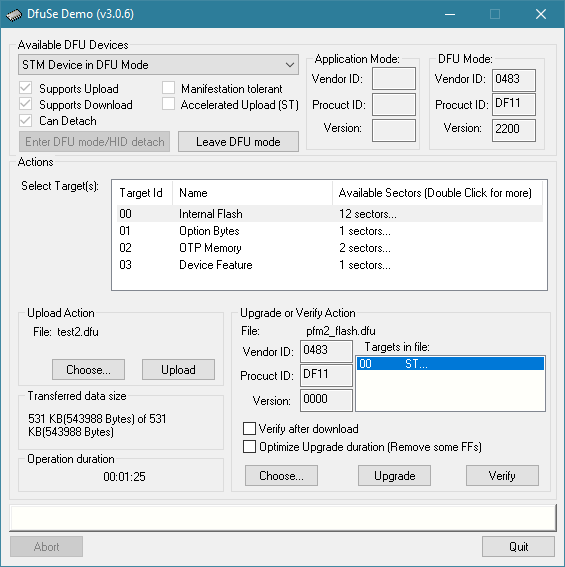 DfuSe Demo (v3.0.6)
Available DFU Devices
STM Device in DFU Mode
Supports Upload
Manifestation tolerant
Supports Download
Accelerated Upload (ST)
Can Detach
Enter DFU mode/HID detach
Leave DFU mode
Application Mode:
Vendor ID:
Procuct ID:
Version:
DFU Mode:
Vendor ID: 0483
Procuct ID: DF11
Version: 2200
Actions
Select Target(s):
Target Id Name Available Sectors (Double Click for more)
00 Internal Flash 12 sectors...
01 Option Bytes 1 sectors...
02 OTP Memory 2 sectors...
03 Device Feature 1 sectors...
Upload Action
File: test2.dfu
Choose... Upload
Transferred data size
531 KB(543988 Bytes) of 531
KB(543988 Bytes)
Operation duration
00:01:25
Upgrade or Verify Action
File: pfm2_flash.dfu
Vendor ID: 0483
Procuct ID: DF11
Version: 0000
Targets in file:
00 ST...
Verify after download
Optimize Upgrade duration (Remove some FFs)
Choose... Upgrade Verify
Abort
Quit